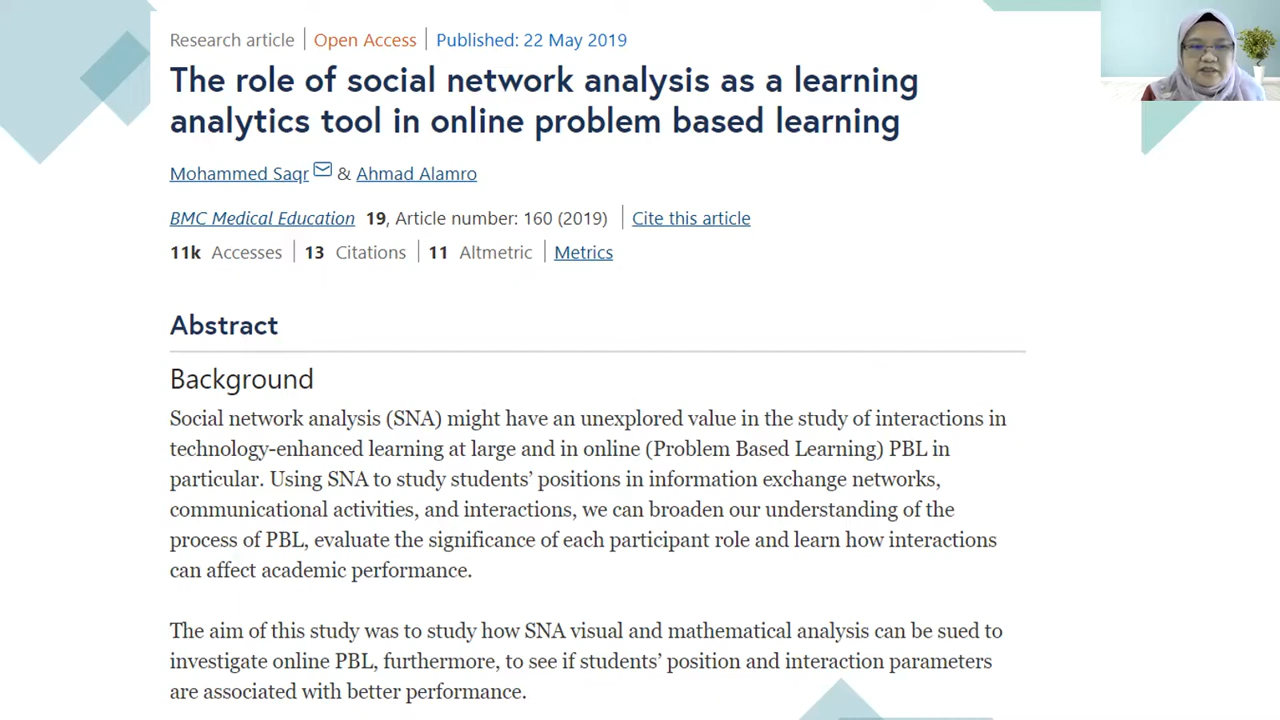 Research article | Open Access | Published: 22 May 2019
The role of social network analysis as a learning
analytics tool in online problem based learning
Mohammed Saqr & Ahmad Alamro
BMC Medical Education 19, Article number: 160 (2019) | Cite this article
11k Accesses | 13 Citations | 11 Altmetric | Metrics
Abstract
Background
Social network analysis (SNA) might have an unexplored value in the study of interactions in
technology-enhanced learning at large and in online (Problem Based Learning) PBL in
particular. Using SNA to study students’ positions in information exchange networks,
communicational activities, and interactions, we can broaden our understanding of the
process of PBL, evaluate the significance of each participant role and learn how interactions
can affect academic performance.
The aim of this study was to study how SNA visual and mathematical analysis can be sued to
investigate online PBL, furthermore, to see if students’ position and interaction parameters
are associated with better performance.